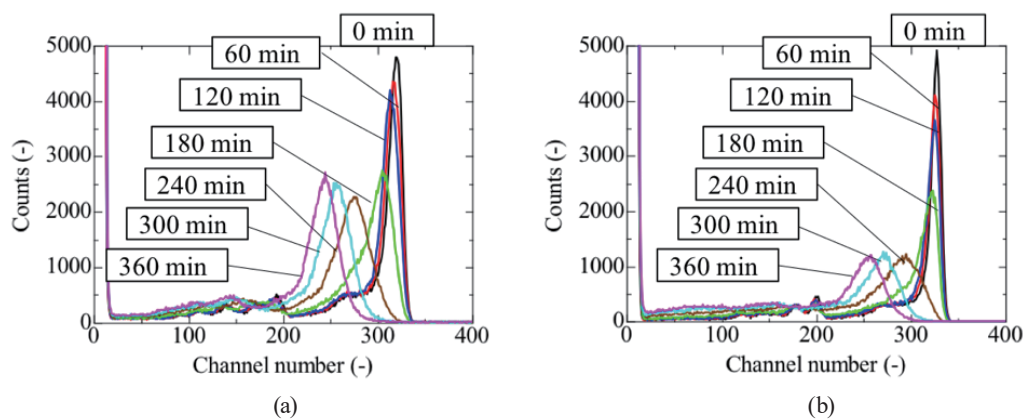 0 min
60 min
120 min
180 min
240 min
300 min
360 min
5000
4000
3000
2000
1000
0
Counts (-)
0 100 200 300 400
Channel number (-)
(a)
0 min
60 min
120 min
180 min
240 min
300 min
360 min
5000
4000
3000
2000
1000
0
Counts (-)
0 100 200 300 400
Channel number (-)
(b)